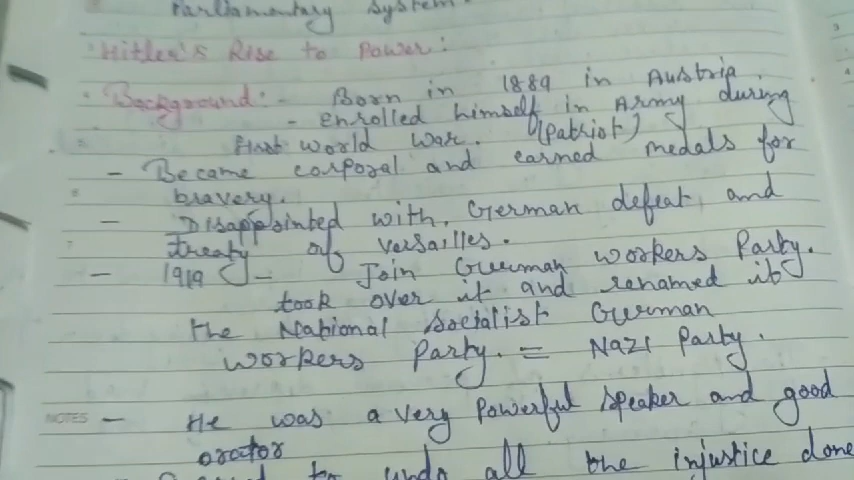 Parliamentary System.
Hitler's Rise to Power:
Background:- Born in 1889 in Austria.
- enrolled himself in Army during
First world war. (Patriot)
- Became corporal and earned medals for
bravery.
- Disappointed with German defeat and
treaty of Versailles.
- 1919 - Join German Workers Party.
took over it and renamed it
the National Socialist German
Workers Party. = Nazi Party.
NOTES - He was a very Powerful Speaker and good
orator
to undo all the injustice done